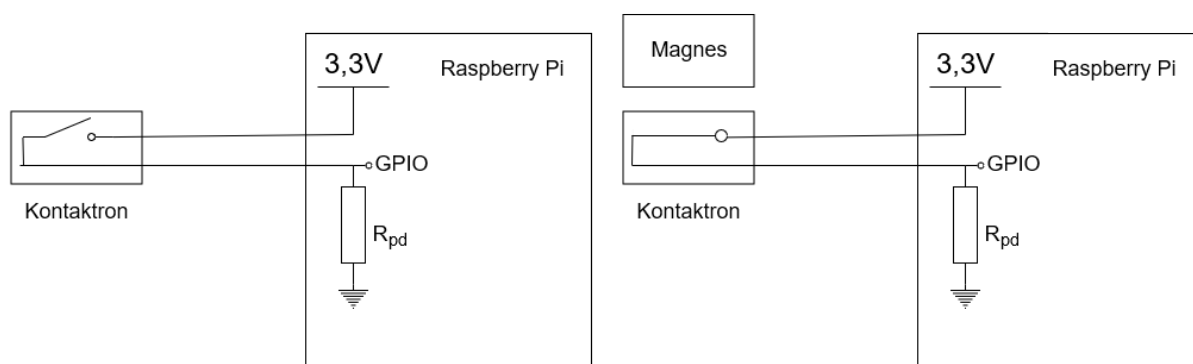 3,3V
Raspberry Pi
GPIO
Kontaktron
Rpd
Magnes
3,3V
Raspberry Pi
GPIO
Kontaktron
Rpd